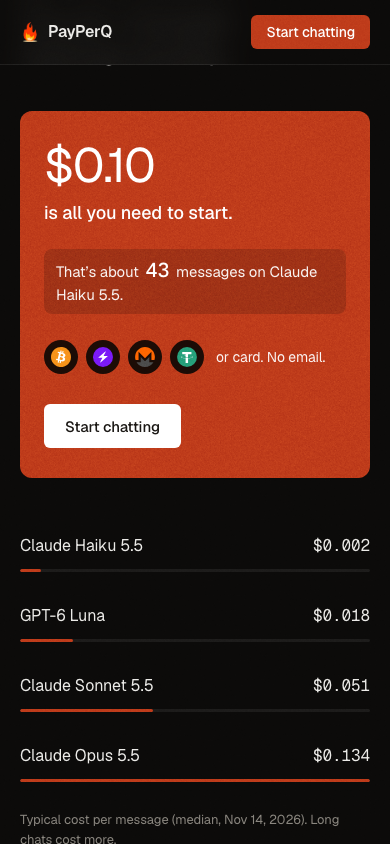 PayPerQ
Start chatting
$0.10
is all you need to start.
That's about 43 messages on Claude
Haiku 5.5.
or card. No email.
Start chatting
Claude Haiku 5.5
$0.002
GPT-6 Luna
$0.018
Claude Sonnet 5.5
$0.051
Claude Opus 5.5
$0.134
Typical cost per message (median, Nov 14, 2026). Long
chats cost more.